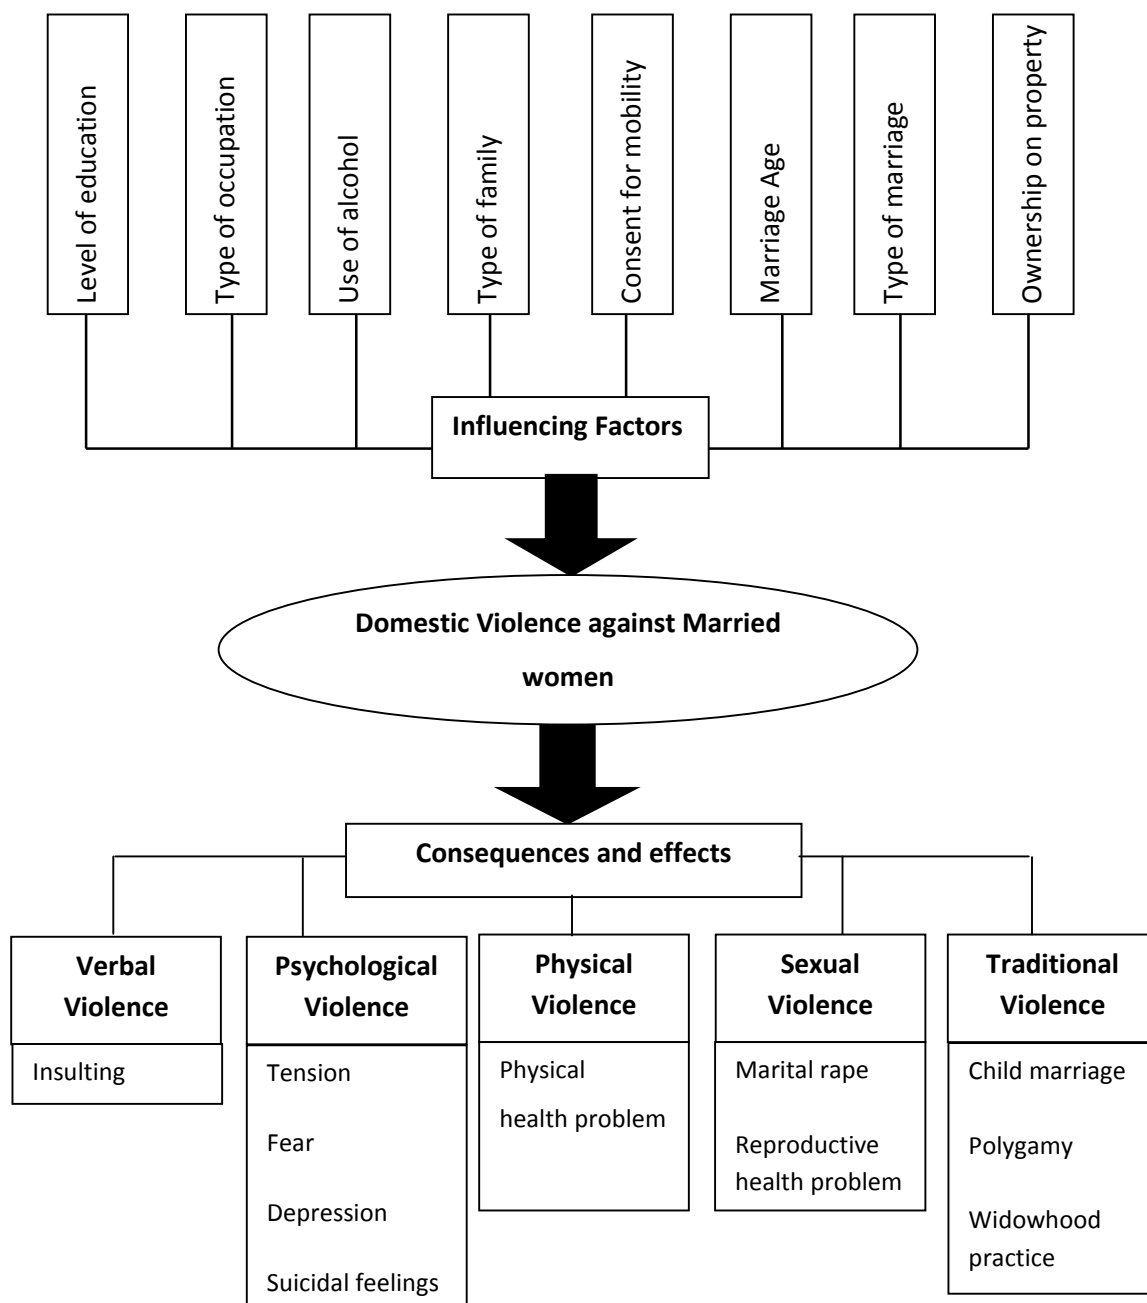 Level of education
Type of occupation
Use of alcohol
Type of family
Consent for mobility
Marriage Age
Type of marriage
Ownership on property
Influencing Factors
Domestic Violence against Married
women
Consequences and effects
Verbal
Violence
Insulting
Psychological
Violence
Tension
Fear
Depression
Suicidal feelings
Physical
Violence
Physical
health problem
Sexual
Violence
Marital rape
Reproductive
health problem
Traditional
Violence
Child marriage
Polygamy
Widowhood
practice